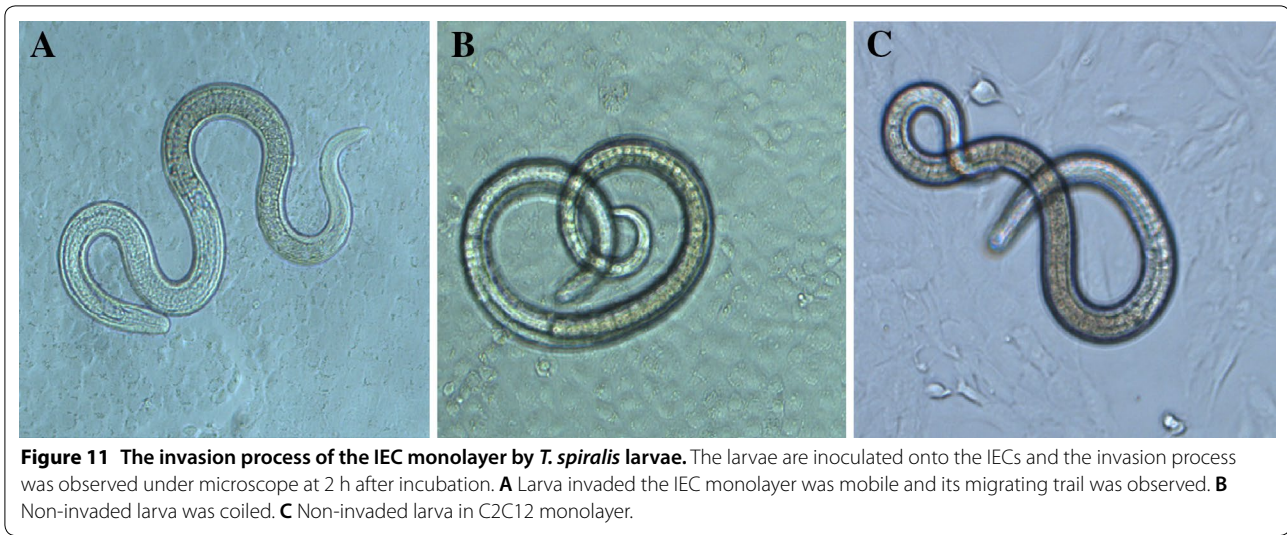 A
B
C
Figure 11 The invasion process of the IEC monolayer by T. spiralis larvae. The larvae are inoculated onto the IECs and the invasion process
was observed under microscope at 2 h after incubation. A Larva invaded the IEC monolayer was mobile and its migrating trail was observed. B
Non-invaded larva was coiled. C Non-invaded larva in C2C12 monolayer.